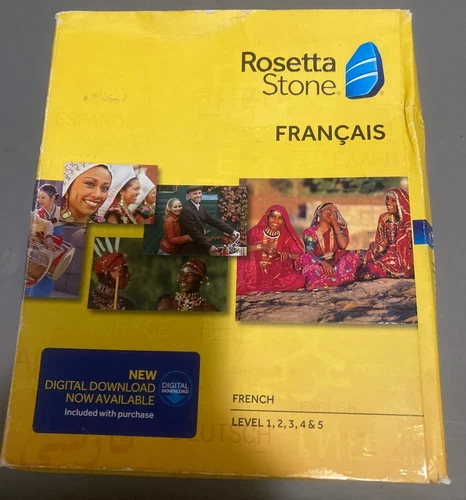 Rosetta
Stone®
FRANÇAIS
NEW
DIGITAL DOWNLOAD
NOW AVAILABLE
Included with purchase
DIGITAL
DOWNLOAD
FRENCH
LEVEL 1, 2, 3, 4 & 5
DEUTSCH